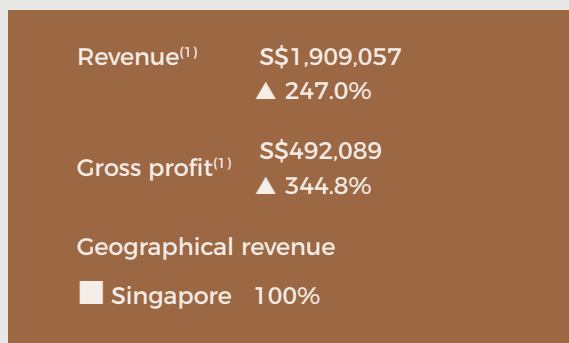 Revenue(1) S$1,909,057
▲ 247.0%
Gross profit(1) S$492,089
▲ 344.8%
Geographical revenue
Singapore 100%